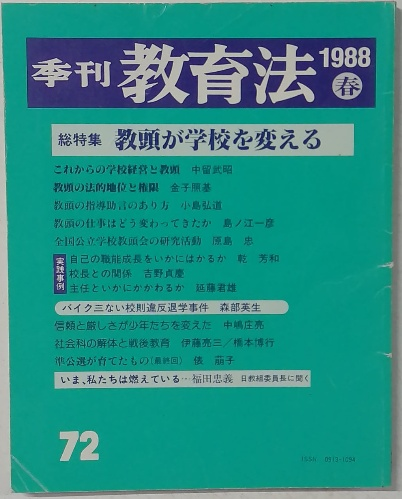 季刊 教育法 1988 春
総特集 教頭が学校を変える
これからの学校経営と教頭 中留武昭
教頭の法的地位と権限 金子照基
教頭の指導助言のあり方 小島弘道
教頭の仕事はどう変わってきたか 島ノ江一彦
全国公立学校教頭会の研究活動 原島 忠
実践事例
自己の職能成長をいかにはかるか 乾 芳和
校長との関係 吉野貞慶
主任といかにかかわるか 延藤君雄
バイク三ない校則違反退学事件 森部英生
信頼と厳しさが少年たちを変えた 中嶋庄亮
社会科の解体と戦後教育 伊藤亮三/橋本博行
準公選が育てたもの(最終回) 俵 萠子
いま、私たちは燃えている…福田忠義 日教組委員長に聞く
72
ISSN